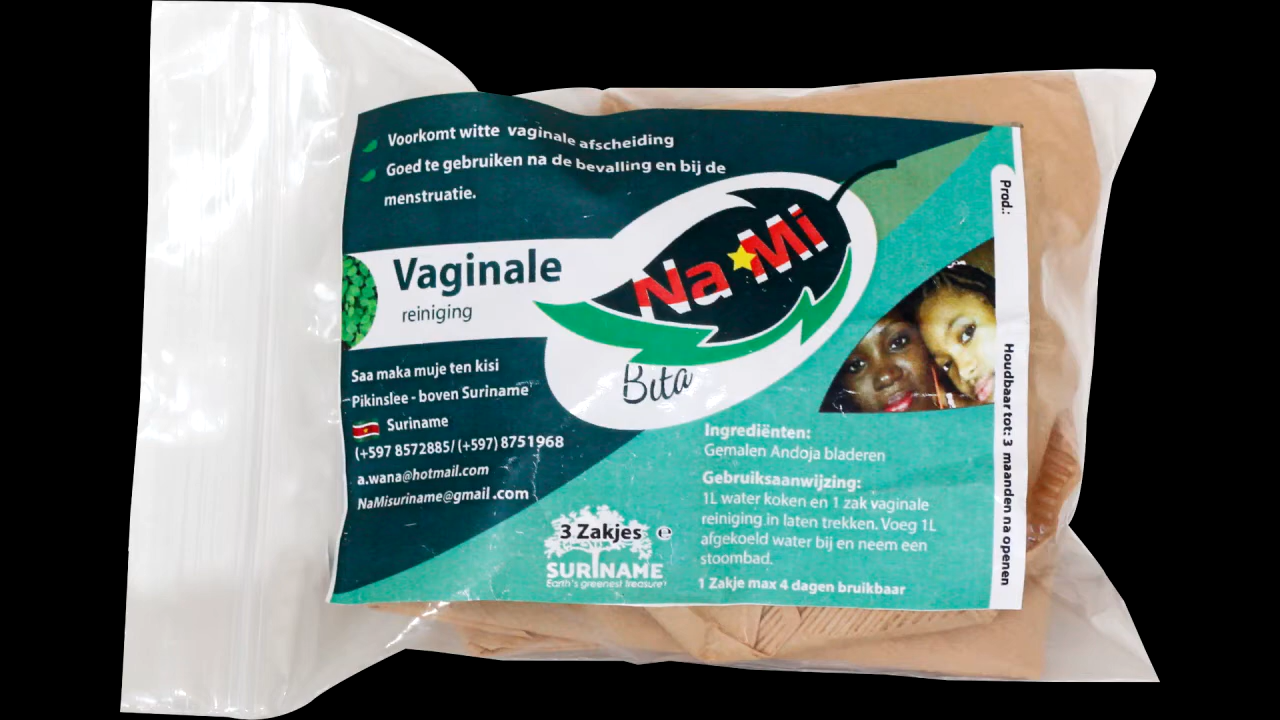 Voorkomt witte vaginale afscheiding
Goed te gebruiken na de bevalling en bij de
menstruatie.
Vaginale
reiniging
Na Mi
Bita
Saa maka muje ten kisi
Pikinslee - boven Suriname
Suriname
(+597 8572885/ (+597) 8751968
a.wana@hotmail.com
NaMisuriname@gmail.com
3 Zakjes ℮
SURINAME
Earth's greenest treasure
Ingrediënten:
Gemalen Andoja bladeren
Gebruiksaanwijzing:
1L water koken en 1 zak vaginale
reiniging in laten trekken. Voeg 1L
afgekoeld water bij en neem een
stoombad.
1 Zakje max 4 dagen bruikbaar
Prod.:
Houdbaar tot: 3 maanden na openen